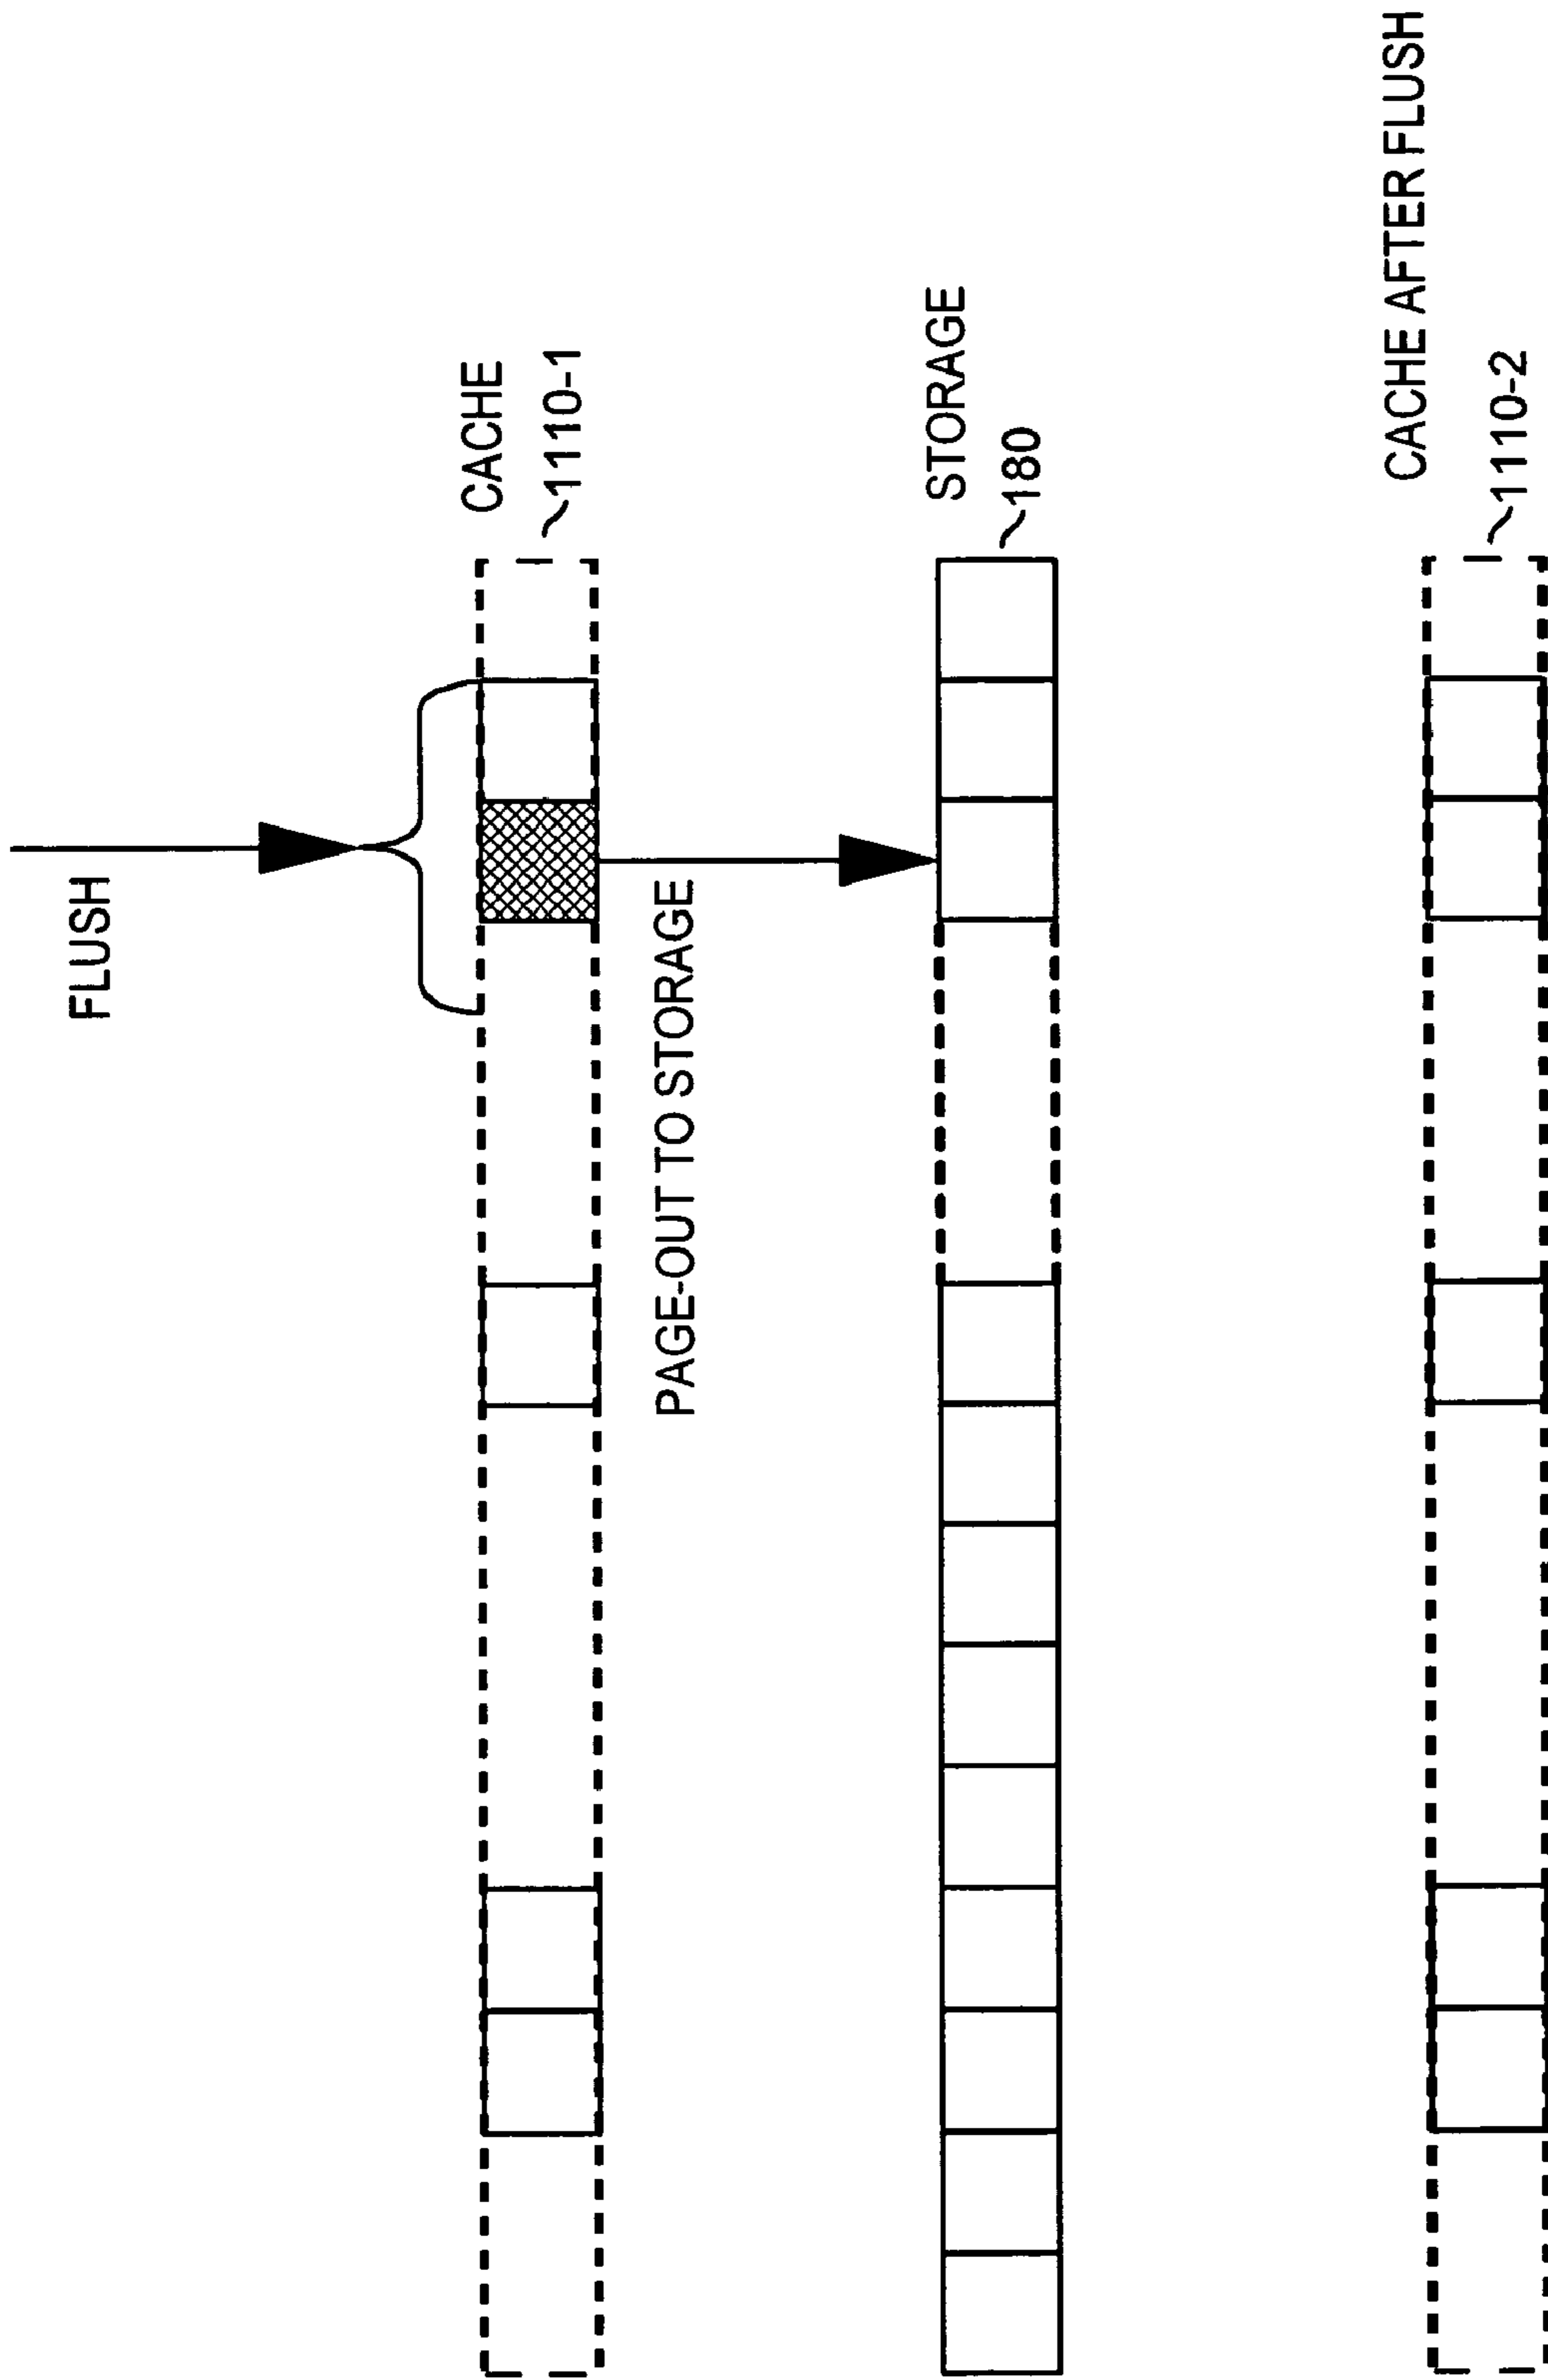 FLUSH
CACHE
1110-1
PAGE-OUT TO STORAGE
STORAGE
180
CACHE AFTER FLUSH
1110-2